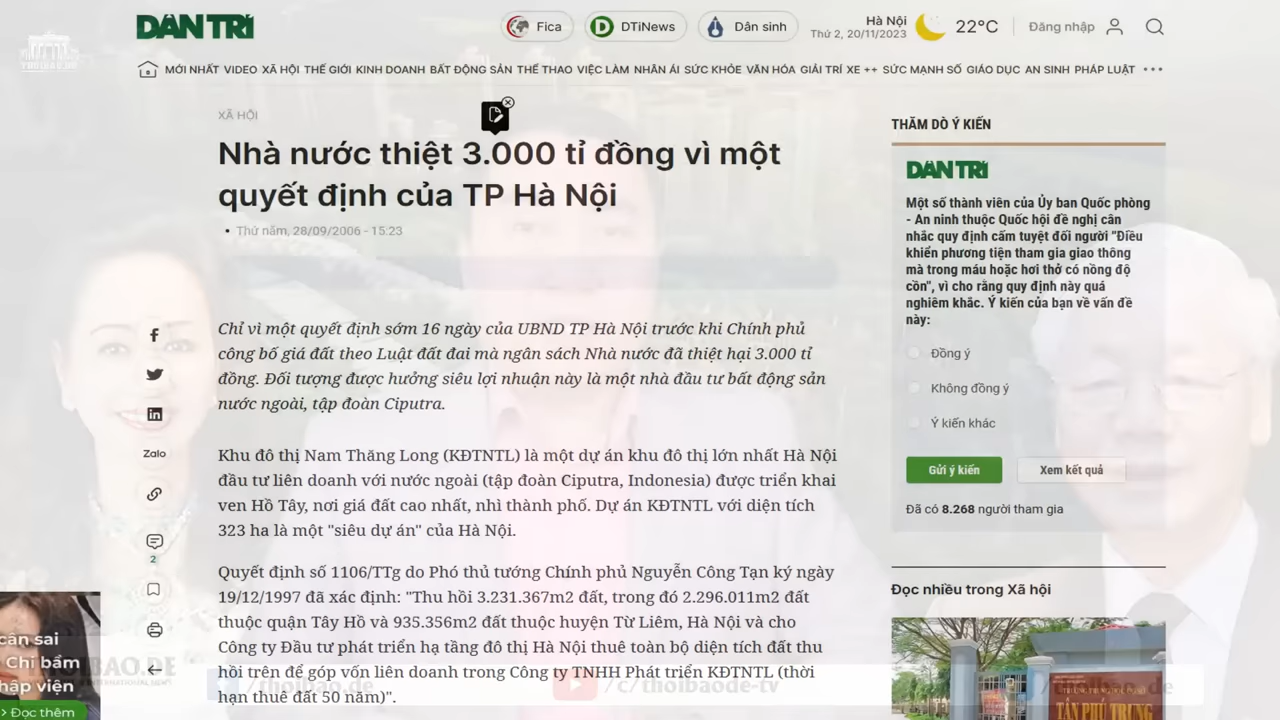 DÂN TRÍ
Fica
DTiNews
Dân sinh
Hà Nội
Thứ 2, 20/11/2023
22°C
Đăng nhập
THOIBAO.DE
MỚI NHẤT VIDEO XÃ HỘI THẾ GIỚI KINH DOANH BẤT ĐỘNG SẢN THỂ THAO VIỆC LÀM NHÂN ÁI SỨC KHỎE VĂN HÓA GIẢI TRÍ XE ++ SỨC MẠNH SỐ GIÁO DỤC AN SINH PHÁP LUẬT
XÃ HỘI
Nhà nước thiệt 3.000 tỉ đồng vì một
quyết định của TP Hà Nội
• Thứ năm, 28/09/2006 - 15:23
Chỉ vì một quyết định sớm 16 ngày của UBND TP Hà Nội trước khi Chính phủ
công bố giá đất theo Luật đất đai mà ngân sách Nhà nước đã thiệt hại 3.000 tỉ
đồng. Đối tượng được hưởng siêu lợi nhuận này là một nhà đầu tư bất động sản
nước ngoài, tập đoàn Ciputra.
Zalo
2
Khu đô thị Nam Thăng Long (KĐTNTL) là một dự án khu đô thị lớn nhất Hà Nội
đầu tư liên doanh với nước ngoài (tập đoàn Ciputra, Indonesia) được triển khai
ven Hồ Tây, nơi giá đất cao nhất, nhì thành phố. Dự án KĐTNTL với diện tích
323 ha là một "siêu dự án" của Hà Nội.
Quyết định số 1106/TTg do Phó thủ tướng Chính phủ Nguyễn Công Tạn ký ngày
19/12/1997 đã xác định: "Thu hồi 3.231.367m2 đất, trong đó 2.296.011m2 đất
thuộc quận Tây Hồ và 935.356m2 đất thuộc huyện Từ Liêm, Hà Nội và cho
Công ty Đầu tư phát triển hạ tầng đô thị Hà Nội thuê toàn bộ diện tích đất thu
hồi trên để góp vốn liên doanh trong Công ty TNHH Phát triển KĐTNTL (thời
hạn thuê đất 50 năm)".
THĂM DÒ Ý KIẾN
DÂN TRÍ
Một số thành viên của Ủy ban Quốc phòng
- An ninh thuộc Quốc hội đề nghị cân
nhắc quy định cấm tuyệt đối người "Điều
khiển phương tiện tham gia giao thông
mà trong máu hoặc hơi thở có nồng độ
cồn", vì cho rằng quy định này quá
nghiêm khắc. Ý kiến của bạn về vấn đề
này:
Đồng ý
Không đồng ý
Ý kiến khác
Gửi ý kiến
Xem kết quả
Đã có 8.268 người tham gia
Đọc nhiều trong Xã hội
TÂN PHÚ TRUNG
cán sai
Chí bầm
nhập viện
> Đọc thêm
THOIBAO.DE
/thoibao.de
/c/thoibaode-tv